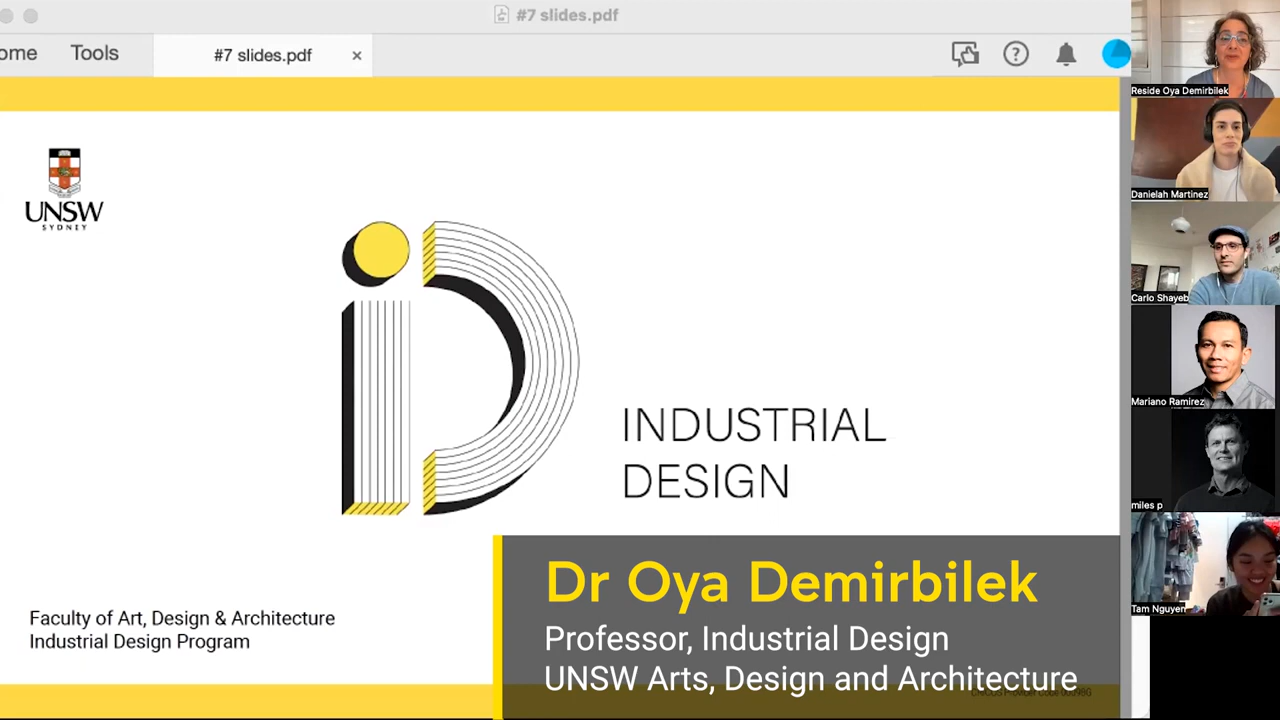 #7 slides.pdf
ome Tools #7 slides.pdf ×
UNSW
SYDNEY
INDUSTRIAL
DESIGN
Faculty of Art, Design & Architecture
Industrial Design Program
Dr Oya Demirbilek
Professor, Industrial Design
UNSW Arts, Design and Architecture
Reside Oya Demirbilek
Danielah Martinez
Carlo Shayeb
Mariano Ramirez
miles p
Tam Nguyen